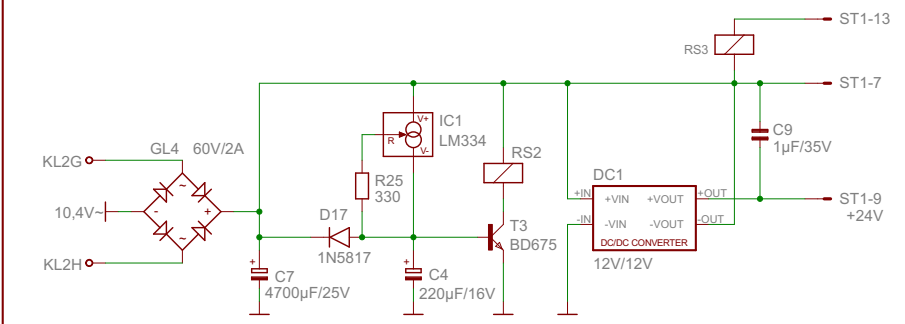 ST1-13
RS3
ST1-7
V+
IC1
R
LM334
V-
C9
1µF/35V
GL4 60V/2A
RS2
KL2G
~
R25
330
DC1
+IN
+VIN
+VOUT
+OUT
ST1-9
+24V
10,4V~
-
+
D17
1N5817
T3
BD675
-IN
-VIN
-VOUT
-OUT
DC/DC CONVERTER
12V/12V
~
KL2H
+
C7
4700µF/25V
+
C4
220µF/16V